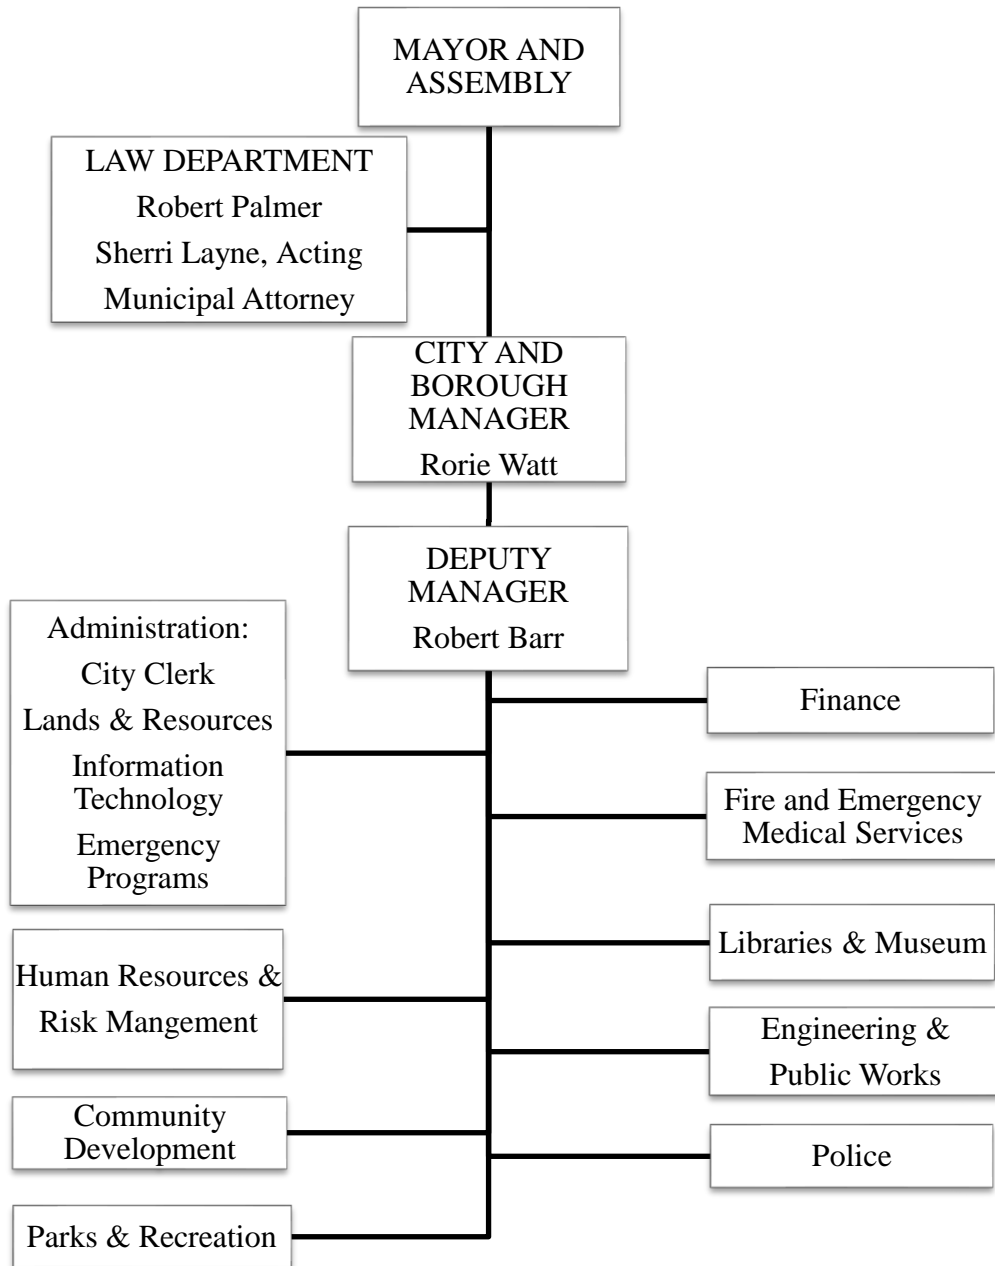 MAYOR AND
ASSEMBLY
LAW DEPARTMENT
Robert Palmer
Sherri Layne, Acting
Municipal Attorney
CITY AND
BOROUGH
MANAGER
Rorie Watt
DEPUTY
MANAGER
Robert Barr
Administration:
City Clerk
Lands & Resources
Information
Technology
Emergency
Programs
Human Resources &
Risk Mangement
Community
Development
Parks & Recreation
Finance
Fire and Emergency
Medical Services
Libraries & Museum
Engineering &
Public Works
Police